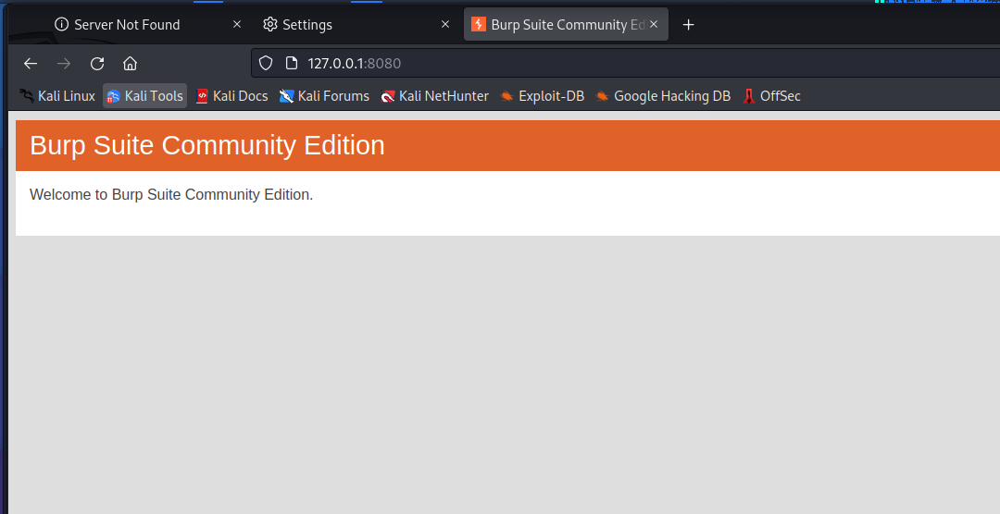 Server Not Found
Settings
Burp Suite Community Ed
127.0.0.1:8080
Kali Linux Kali Tools Kali Docs Kali Forums Kali NetHunter Exploit-DB Google Hacking DB OffSec
Burp Suite Community Edition
Welcome to Burp Suite Community Edition.